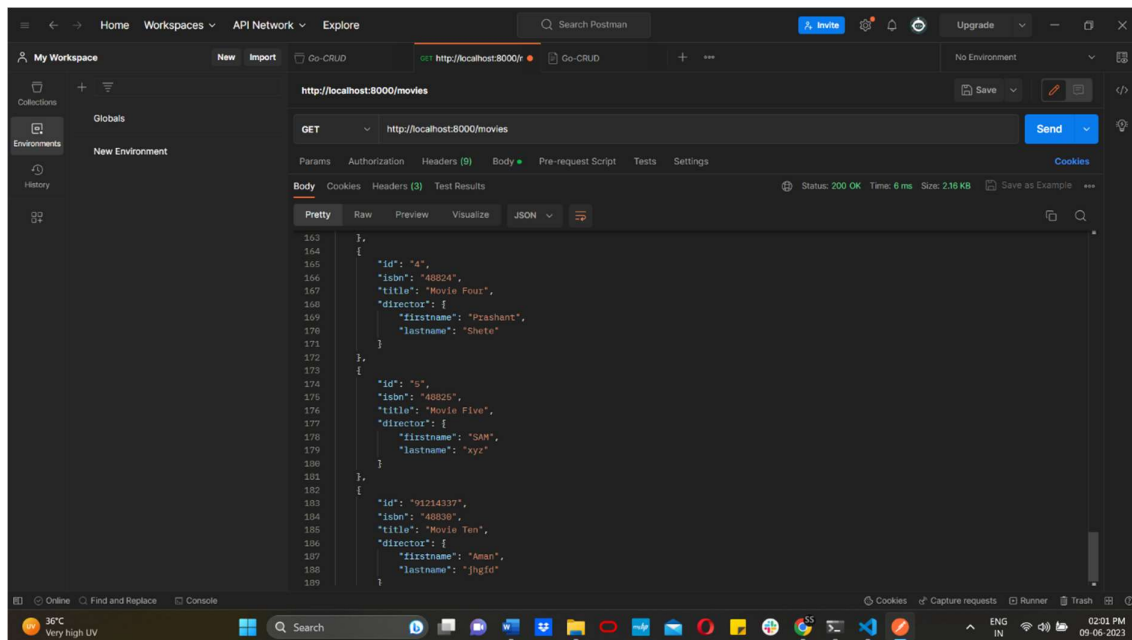 Home Workspaces API Network Explore Search Postman Invite Upgrade
My Workspace New Import Go-CRUD GET http://localhost:8000/r Go-CRUD No Environment
http://localhost:8000/movies Save
Collections
Globals
GET http://localhost:8000/movies Send
Environments
New Environment
Params Authorization Headers (9) Body Pre-request Script Tests Settings Cookies
History
Body Cookies Headers (3) Test Results Status: 200 OK Time: 6 ms Size: 2.16 KB Save as Example
Pretty Raw Preview Visualize JSON
163 },
164 {
165 "id": "4",
166 "isbn": "48824",
167 "title": "Movie Four",
168 "director": {
169 "firstname": "Prashant",
170 "lastname": "Shete"
171 }
172 },
173 {
174 "id": "5",
175 "isbn": "48825",
176 "title": "Movie Five",
177 "director": {
178 "firstname": "SAM",
179 "lastname": "xyz"
180 }
181 },
182 {
183 "id": "91214337",
184 "isbn": "48830",
185 "title": "Movie Ten",
186 "director": {
187 "firstname": "Aman",
188 "lastname": "jhgfd"
189 }
Online Find and Replace Console Cookies Capture requests Runner Trash
36°C
Very high UV
Search
ENG
IN
02:01 PM
09-06-2023